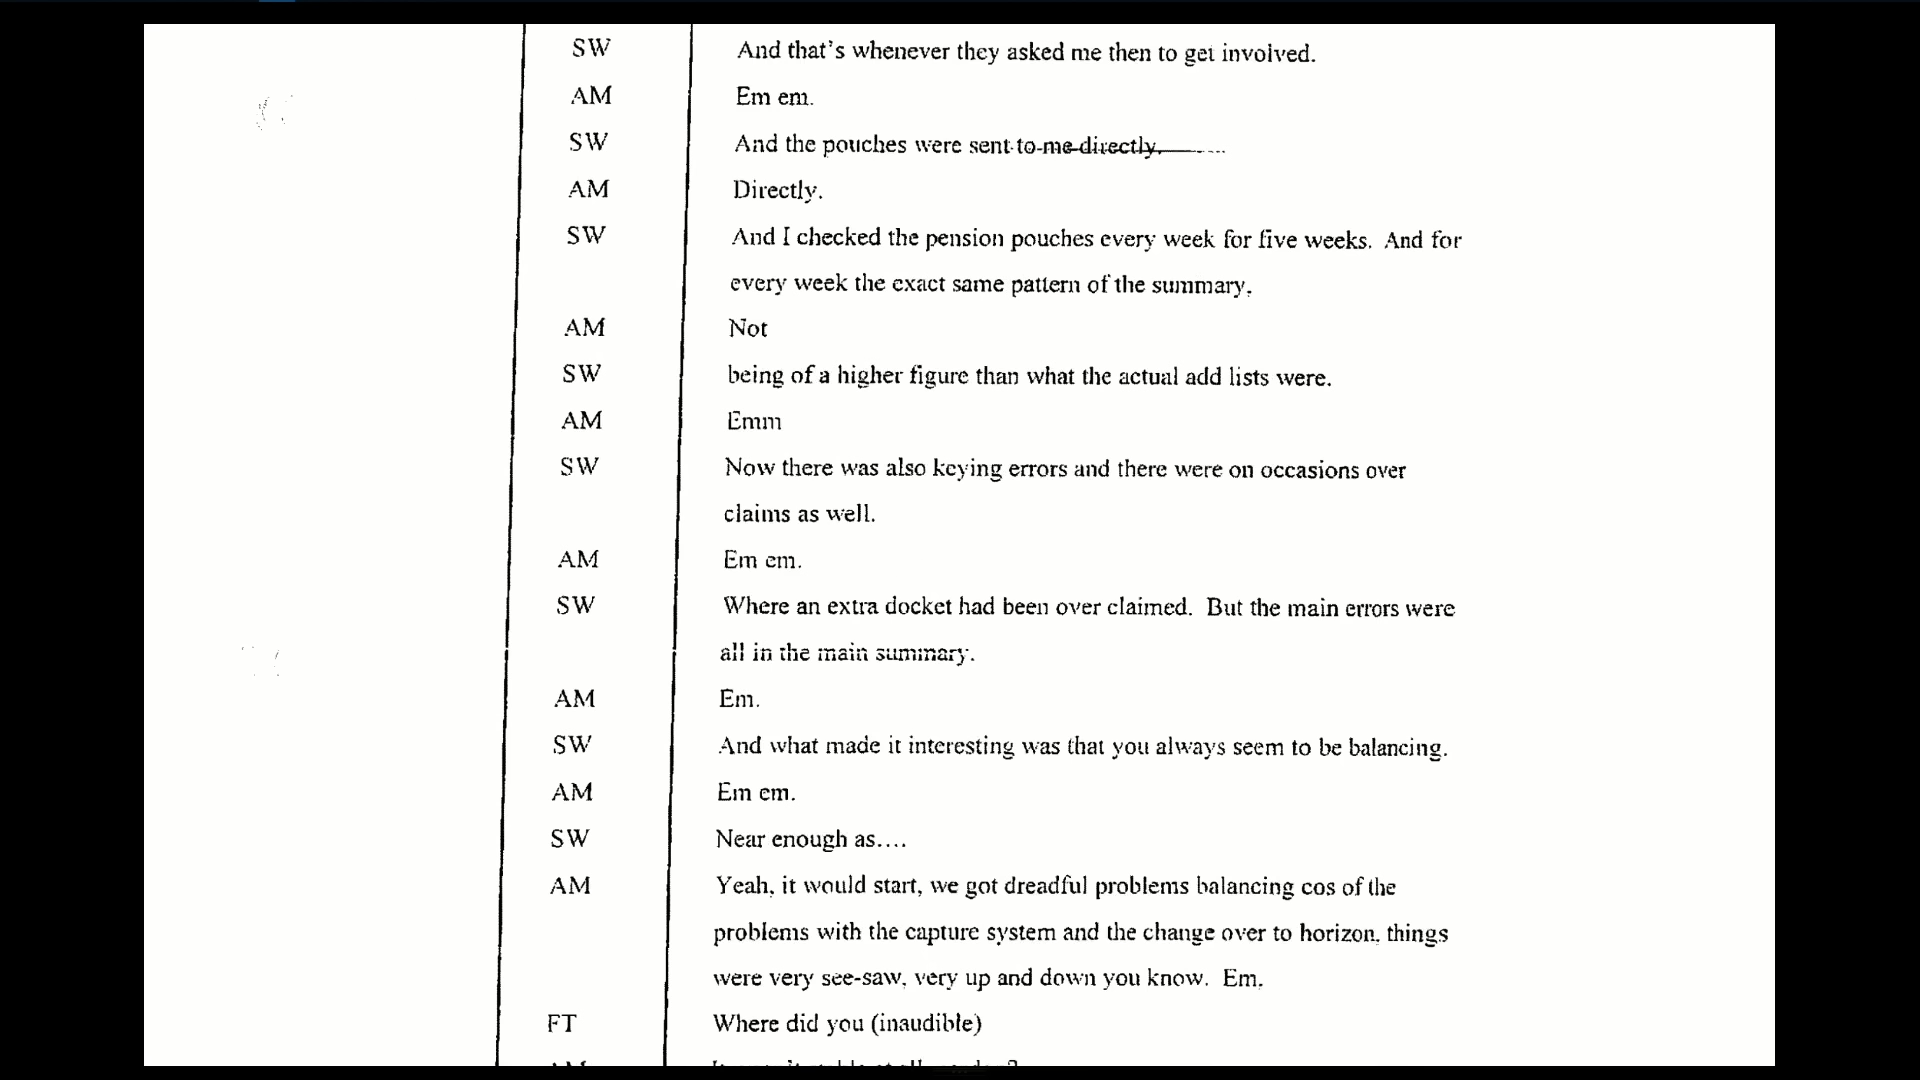 SW And that's whenever they asked me then to get involved.
AM Em em.
SW And the pouches were sent to me directly.
AM Directly.
SW And I checked the pension pouches every week for five weeks. And for
every week the exact same pattern of the summary.
AM Not
SW being of a higher figure than what the actual add lists were.
AM Emm
SW Now there was also keying errors and there were on occasions over
claims as well.
AM Em em.
SW Where an extra docket had been over claimed. But the main errors were
all in the main summary.
AM Em.
SW And what made it interesting was that you always seem to be balancing.
AM Em em.
SW Near enough as....
AM Yeah, it would start, we got dreadful problems balancing cos of the
problems with the capture system and the change over to horizon, things
were very see-saw, very up and down you know. Em.
FT Where did you (inaudible)